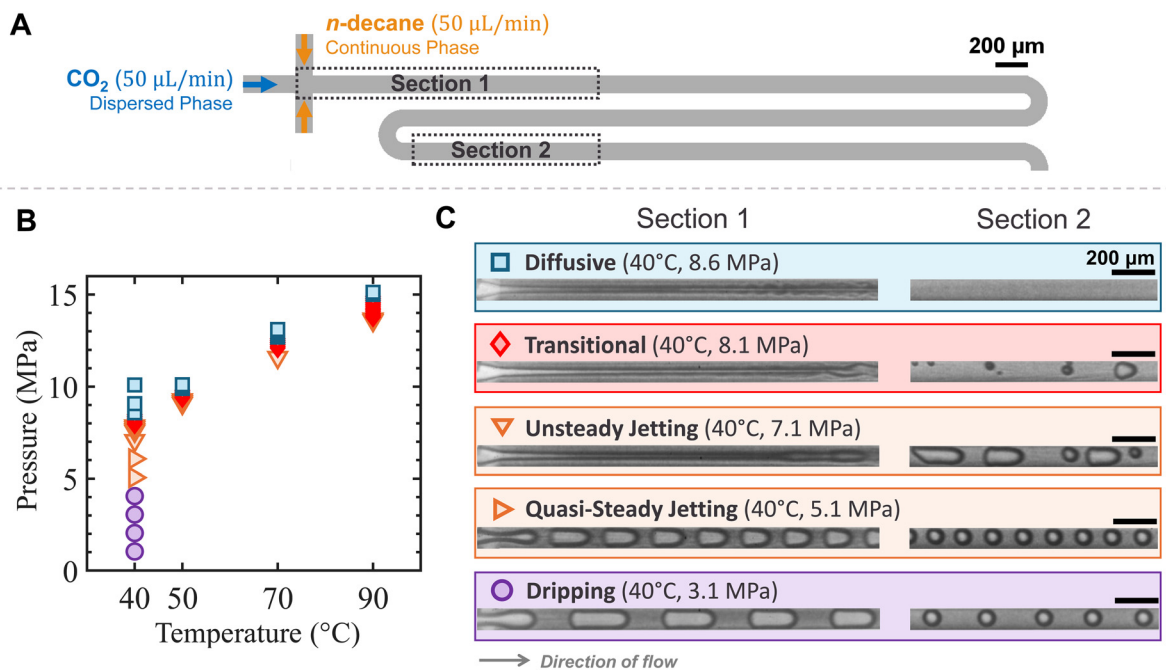 A
n-decane (50 μL/min)
Continuous Phase
CO₂ (50 μL/min)
Dispersed Phase
200 μm
Section 1
Section 2
B
15
10
5
0
Pressure (MPa)
40 50 70 90
Temperature (°C)
C
Section 1 Section 2
Diffusive (40°C, 8.6 MPa)
200 μm
Transitional (40°C, 8.1 MPa)
Unsteady Jetting (40°C, 7.1 MPa)
Quasi-Steady Jetting (40°C, 5.1 MPa)
Dripping (40°C, 3.1 MPa)
Direction of flow